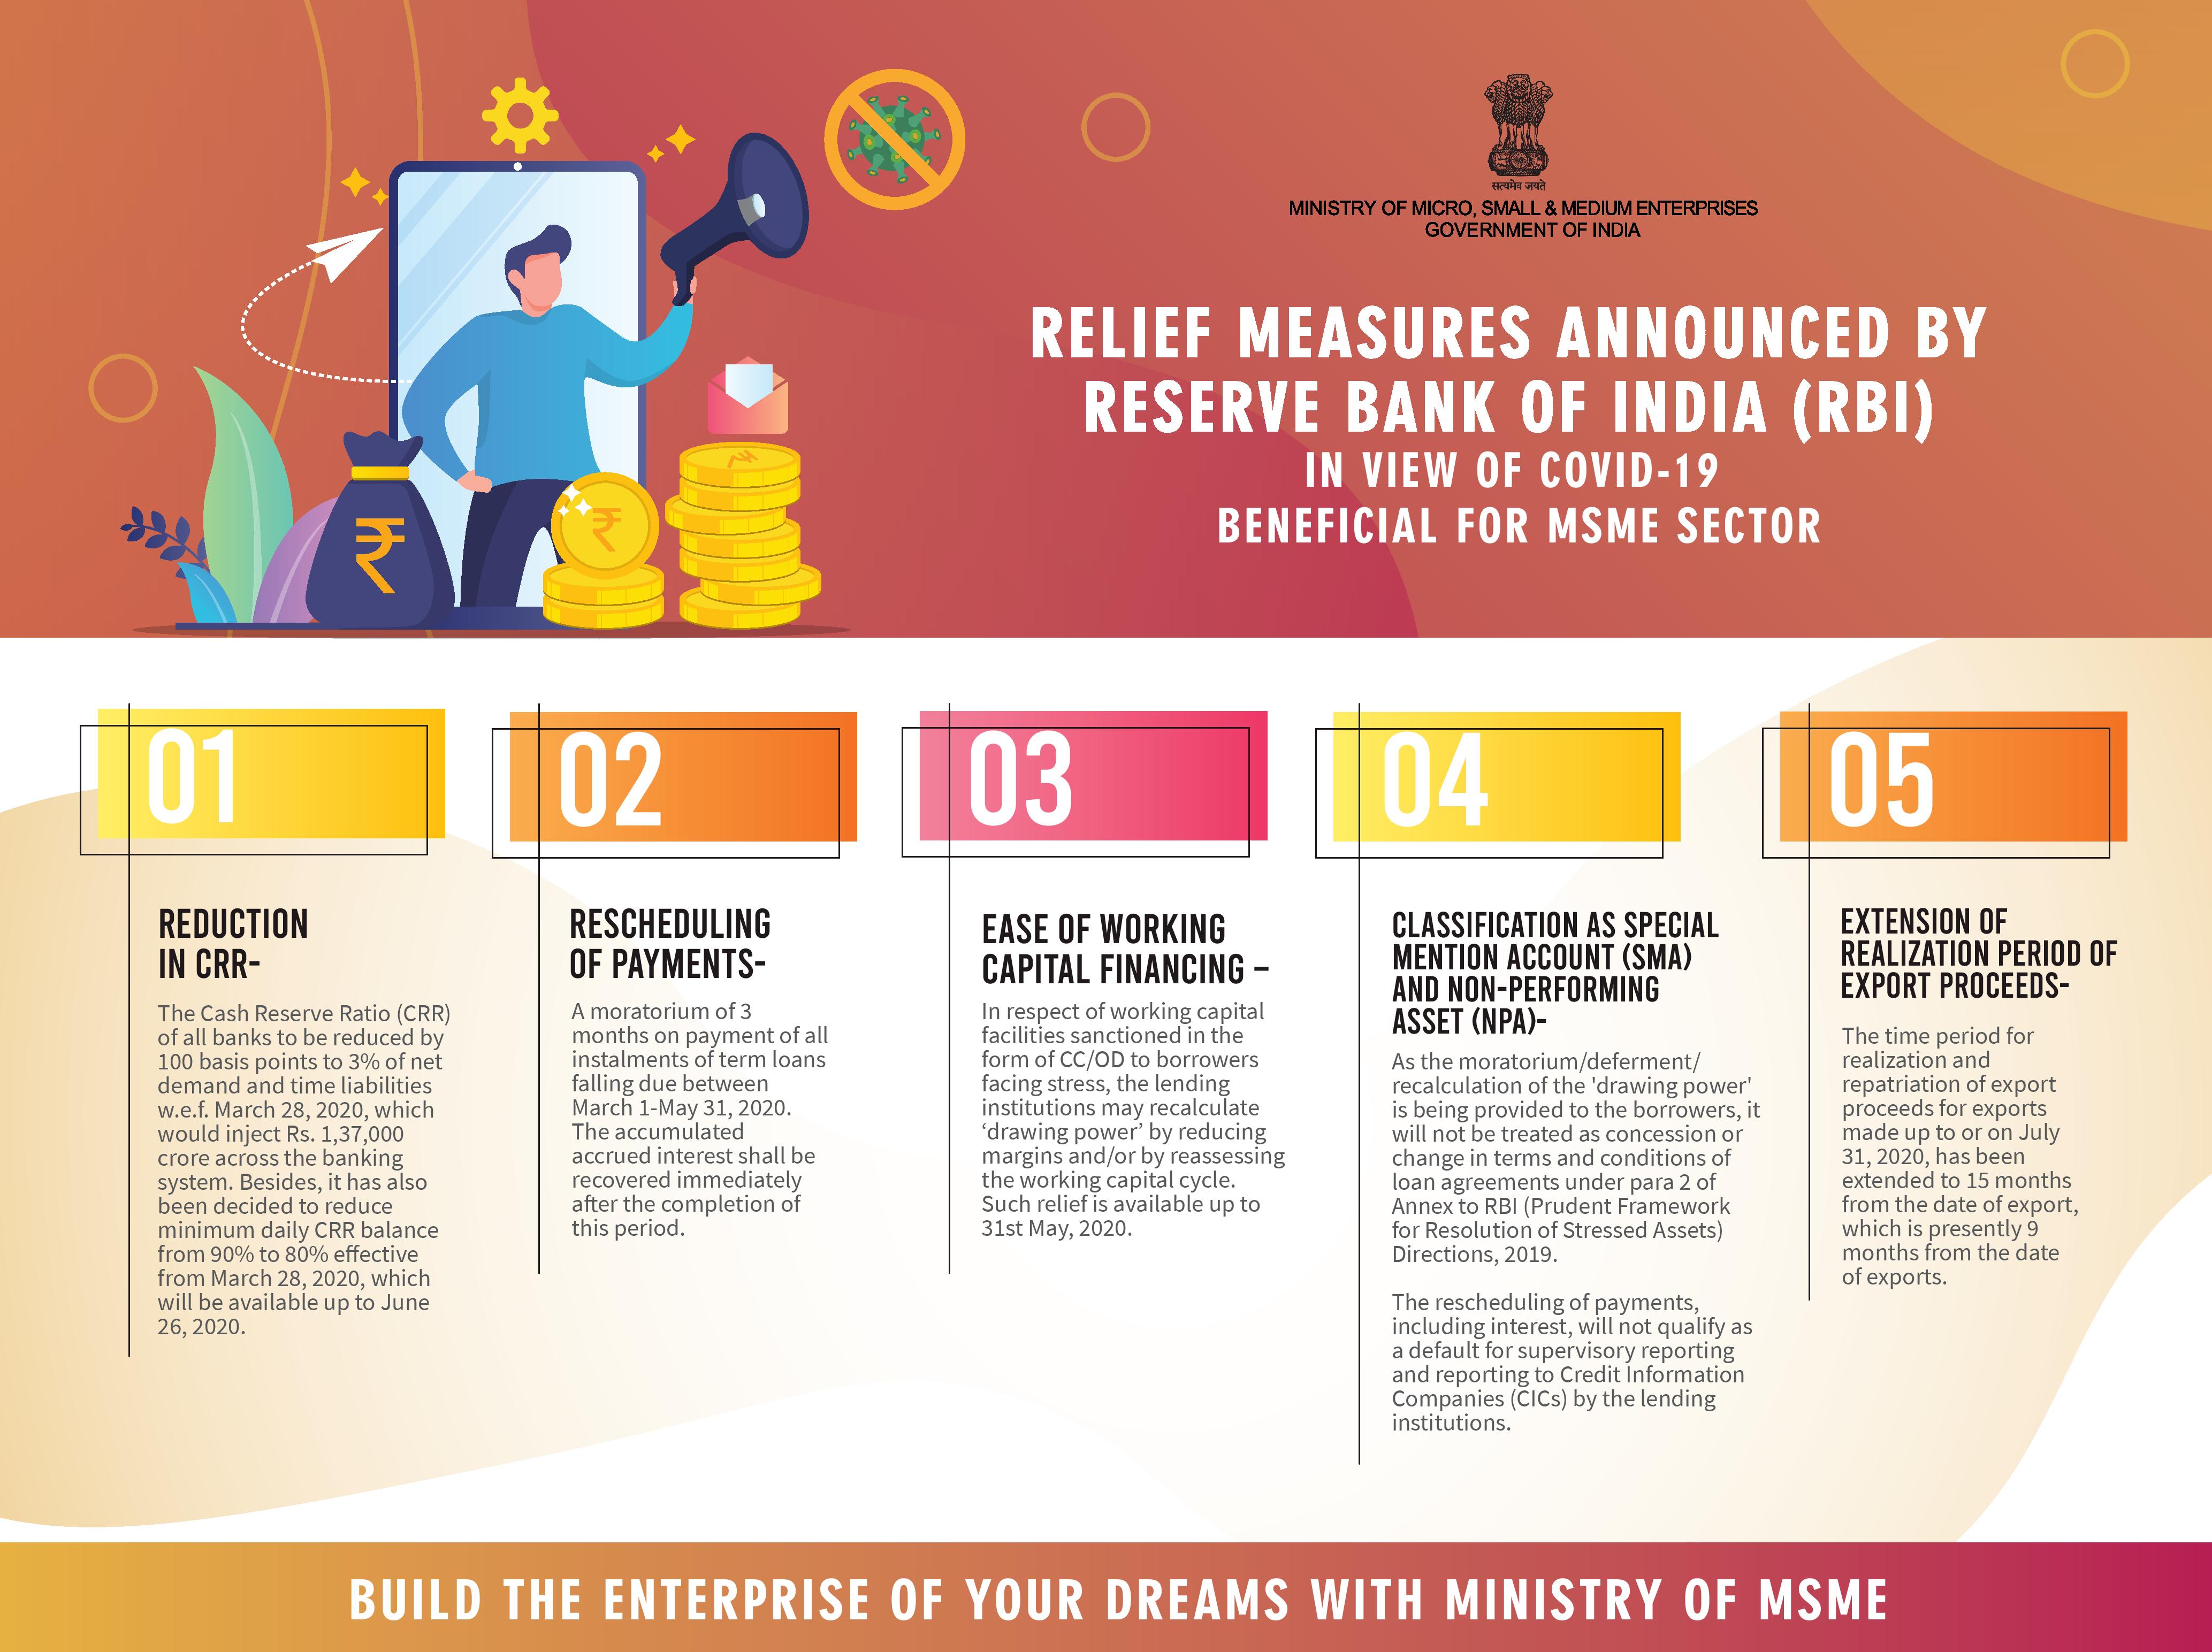 सत्यमेव जयते
MINISTRY OF MICRO, SMALL & MEDIUM ENTERPRISES
GOVERNMENT OF INDIA
RELIEF MEASURES ANNOUNCED BY
RESERVE BANK OF INDIA (RBI)
IN VIEW OF COVID-19
BENEFICIAL FOR MSME SECTOR
₹
₹
₹
01
REDUCTION
IN CRR-
The Cash Reserve Ratio (CRR)
of all banks to be reduced by
100 basis points to 3% of net
demand and time liabilities
w.e.f. March 28, 2020, which
would inject Rs. 1,37,000
crore across the banking
system. Besides, it has also
been decided to reduce
minimum daily CRR balance
from 90% to 80% effective
from March 28, 2020, which
will be available up to June
26, 2020.
02
RESCHEDULING
OF PAYMENTS-
A moratorium of 3
months on payment of all
instalments of term loans
falling due between
March 1-May 31, 2020.
The accumulated
accrued interest shall be
recovered immediately
after the completion of
this period.
03
EASE OF WORKING
CAPITAL FINANCING –
In respect of working capital
facilities sanctioned in the
form of CC/OD to borrowers
facing stress, the lending
institutions may recalculate
‘drawing power’ by reducing
margins and/or by reassessing
the working capital cycle.
Such relief is available up to
31st May, 2020.
04
CLASSIFICATION AS SPECIAL
MENTION ACCOUNT (SMA)
AND NON-PERFORMING
ASSET (NPA)-
As the moratorium/deferment/
recalculation of the 'drawing power'
is being provided to the borrowers, it
will not be treated as concession or
change in terms and conditions of
loan agreements under para 2 of
Annex to RBI (Prudent Framework
for Resolution of Stressed Assets)
Directions, 2019.
The rescheduling of payments,
including interest, will not qualify as
a default for supervisory reporting
and reporting to Credit Information
Companies (CICs) by the lending
institutions.
05
EXTENSION OF
REALIZATION PERIOD OF
EXPORT PROCEEDS-
The time period for
realization and
repatriation of export
proceeds for exports
made up to or on July
31, 2020, has been
extended to 15 months
from the date of export,
which is presently 9
months from the date
of exports.
BUILD THE ENTERPRISE OF YOUR DREAMS WITH MINISTRY OF MSME